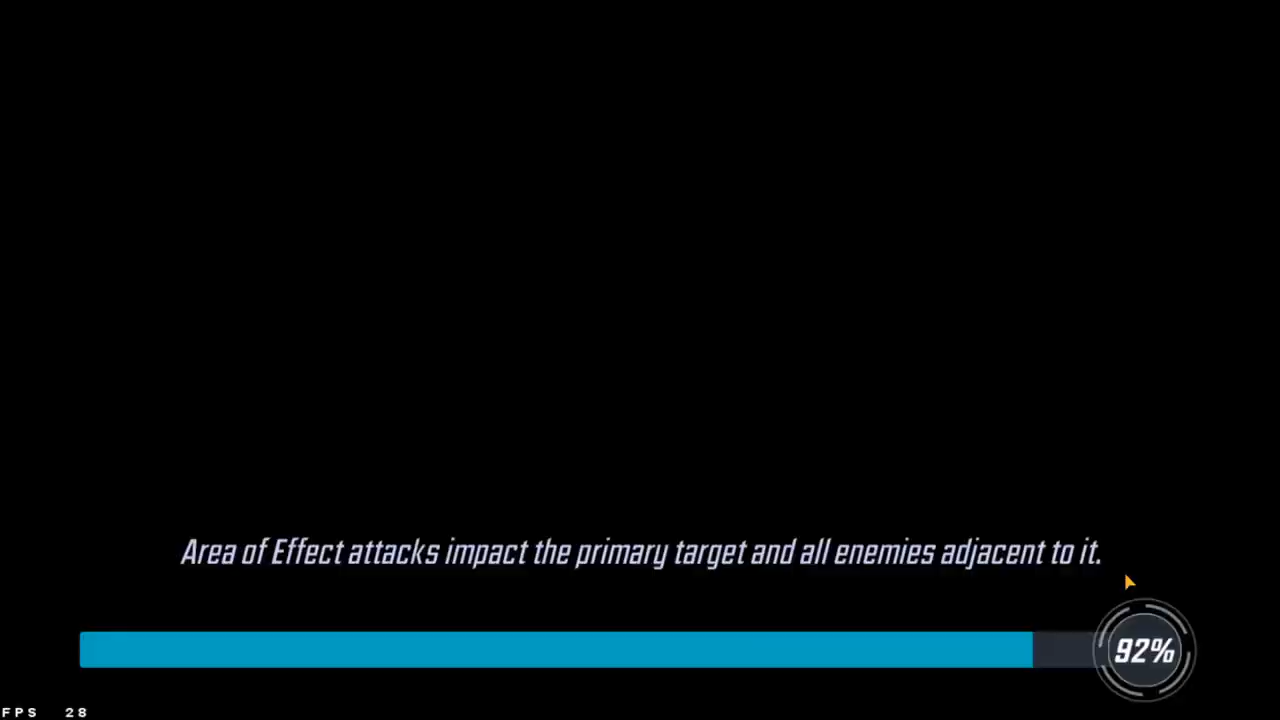 Area of Effect attacks impact the primary target and all enemies adjacent to it.
92%
FPS 28